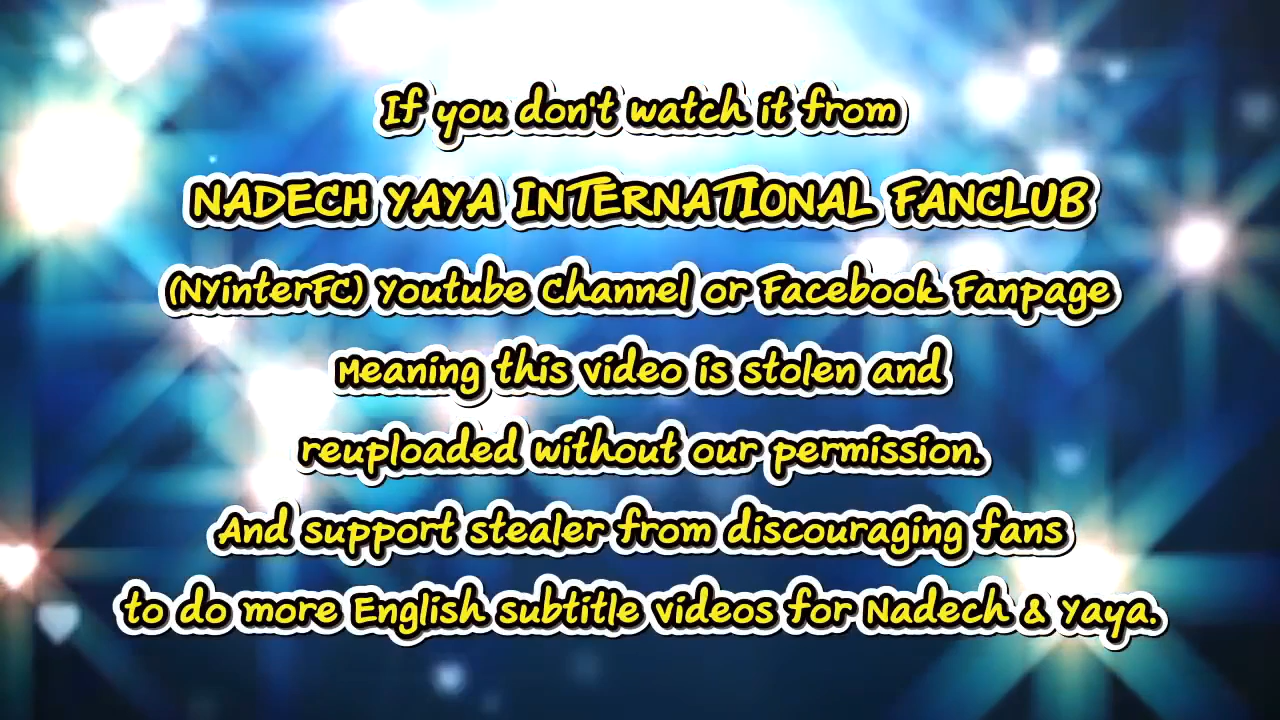 If you don't watch it from
NADECH YAYA INTERNATIONAL FANCLUB
(NYinterFC) Youtube Channel or Facebook Fanpage
Meaning this video is stolen and
reuploaded without our permission.
And support stealer from discouraging fans
to do more English subtitle videos for Nadech & Yaya.